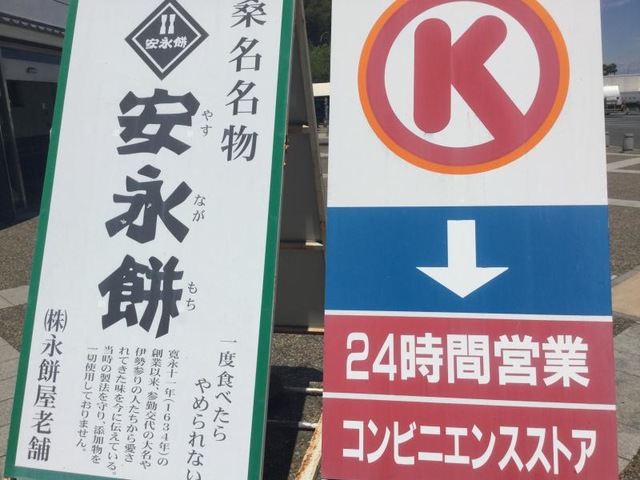 桑名名物
安永餅
安永餅
やす
なが
もち
一度食べたら
やめられない
寛永十一年(1634年)の
創業以来、参勤交代の大名や
伊勢参りの人たちから愛さ
れてきた味を今に伝えている。
当時の製法を守り、添加物を
一切使用しておりません。
(株)永餅屋老舗
K
24時間営業
コンビニエンスストア